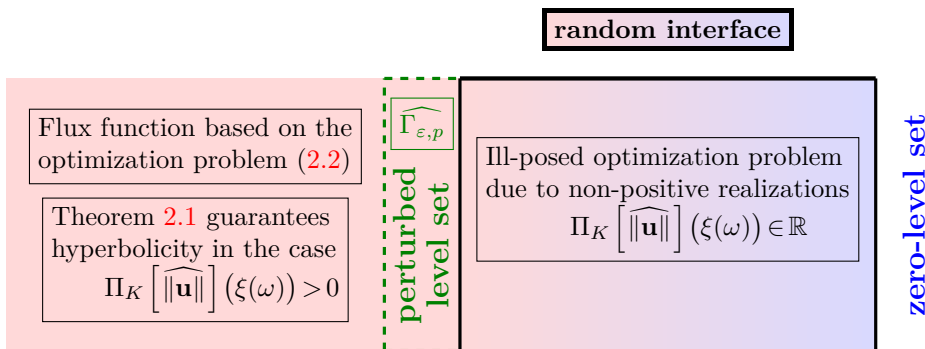 random interface
Flux function based on the
optimization problem (2.2)
Theorem 2.1 guarantees
hyperbolicity in the case
Π_K [\widehat{‖𝐮‖}] (ξ(ω)) > 0
\widehat{Γ_{ε,p}}
perturbed
level set
Ill-posed optimization problem
due to non-positive realizations
Π_K [\widehat{‖𝐮‖}] (ξ(ω)) ∈ ℝ
zero-level set